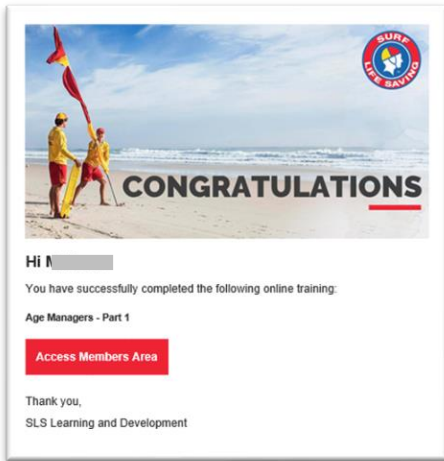 SURF
LIFE SAVING
CONGRATULATIONS
Hi
You have successfully completed the following online training:
Age Managers - Part 1
Access Members Area
Thank you,
SLS Learning and Development